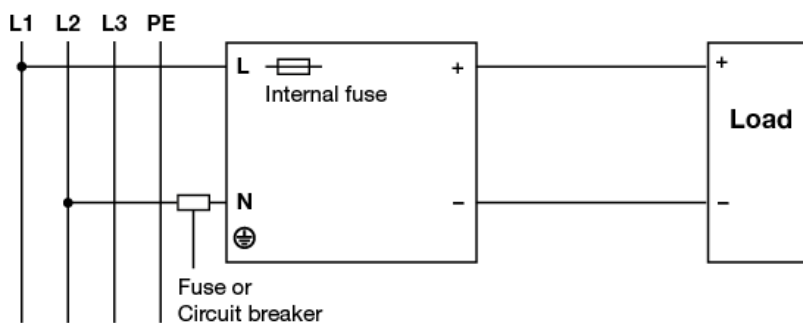 L1 L2 L3 PE
L + +
Internal fuse
Load
N − −
Fuse or
Circuit breaker